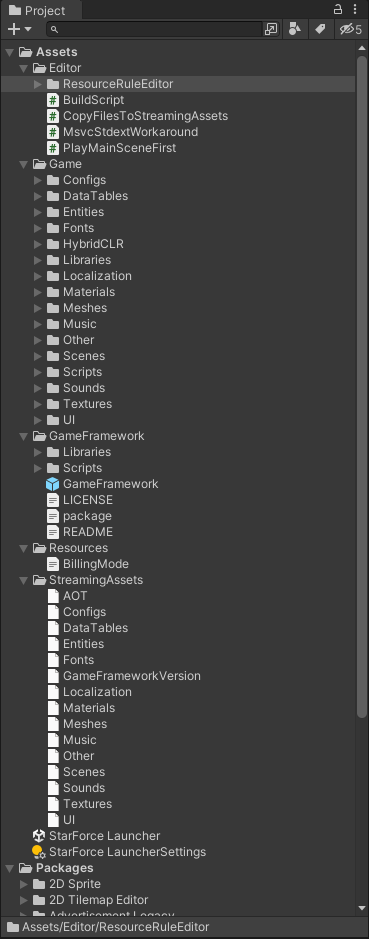 Project
5
Assets
Editor
ResourceRuleEditor
BuildScript
CopyFilesToStreamingAssets
MsvcStdextWorkaround
PlayMainSceneFirst
Game
Configs
DataTables
Entities
Fonts
HybridCLR
Libraries
Localization
Materials
Meshes
Music
Other
Scenes
Scripts
Sounds
Textures
UI
GameFramework
Libraries
Scripts
GameFramework
LICENSE
package
README
Resources
BillingMode
StreamingAssets
AOT
Configs
DataTables
Entities
Fonts
GameFrameworkVersion
Localization
Materials
Meshes
Music
Other
Scenes
Sounds
Textures
UI
StarForce Launcher
StarForce LauncherSettings
Packages
2D Sprite
2D Tilemap Editor
Advertisement Legacy
Assets/Editor/ResourceRuleEditor